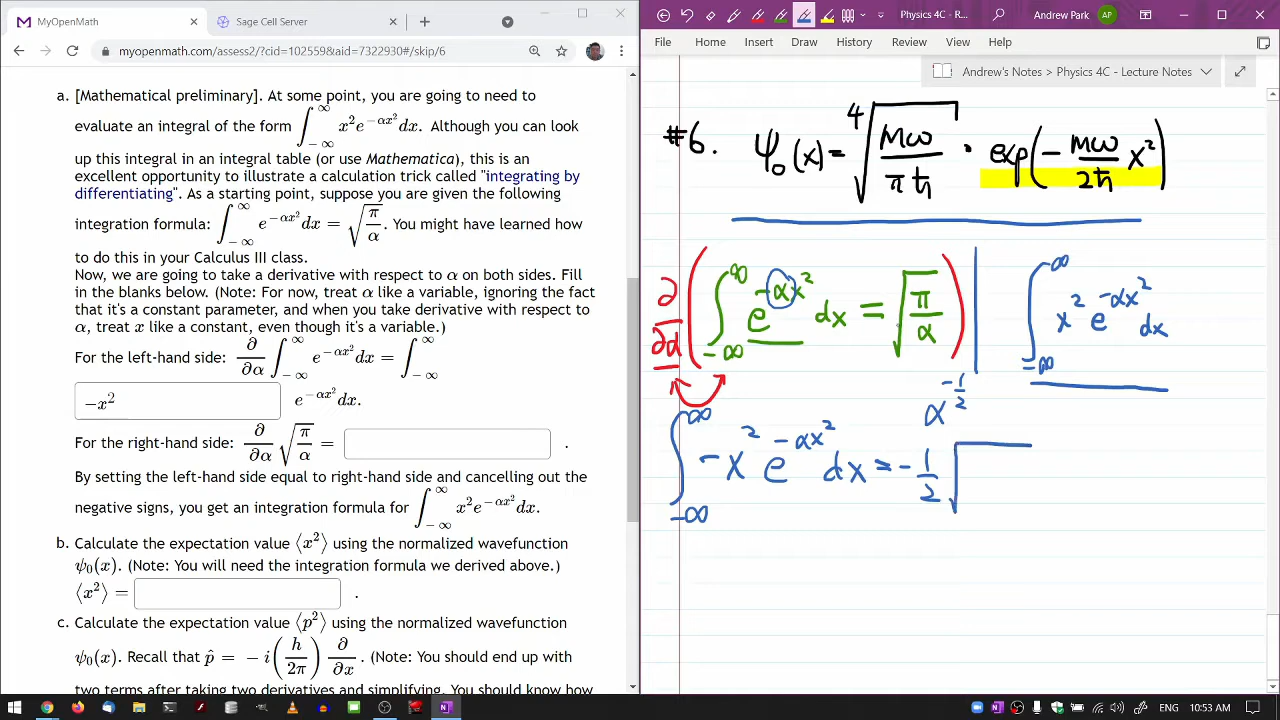 MyOpenMath
Sage Cell Server
myopenmath.com/assess2/?cid=102559&aid=7322930#/skip/6
a. [Mathematical preliminary]. At some point, you are going to need to
evaluate an integral of the form ∫_{-∞}^{∞} x²e^{-αx²}dx. Although you can look
up this integral in an integral table (or use Mathematica), this is an
excellent opportunity to illustrate a calculation trick called "integrating by
differentiating". As a starting point, suppose you are given the following
integration formula: ∫_{-∞}^{∞} e^{-αx²}dx = √(π/α). You might have learned how
to do this in your Calculus III class.
Now, we are going to take a derivative with respect to α on both sides. Fill
in the blanks below. (Note: For now, treat α like a variable, ignoring the
fact that it's a constant parameter, and when you take derivative with respect to
α, treat x like a constant, even though it's a variable.)
For the left-hand side: ∂/∂α ∫_{-∞}^{∞} e^{-αx²}dx = ∫_{-∞}^{∞}
-x² e^{-αx²}dx.
For the right-hand side: ∂/∂α √(π/α) = .
By setting the left-hand side equal to right-hand side and cancelling out the
negative signs, you get an integration formula for ∫_{-∞}^{∞} x²e^{-αx²}dx.
b. Calculate the expectation value ⟨x²⟩ using the normalized wavefunction
ψ₀(x). (Note: You will need the integration formula we derived above.)
⟨x²⟩ = .
c. Calculate the expectation value ⟨p²⟩ using the normalized wavefunction
ψ₀(x). Recall that p̂ = -i(h/2π) ∂/∂x. (Note: You should end up with
two terms after taking two derivatives and simplifying. You should know how
Physics 4C - R...
Andrew Park
AP
File Home Insert Draw History Review View Help
Andrew's Notes > Physics 4C - Lecture Notes
#6. ψ₀(x) = ⁴√(mω/πħ) · exp(-mω/2ħ x²)
∂/∂α (∫_{-∞}^{∞} e^{-αx²} dx = √(π/α))
∫_{-∞}^{∞} x² e^{-αx²} dx
α^{-1/2}
∫_{-∞}^{∞} -x² e^{-αx²} dx = -1/2 √
ENG 10:53 AM